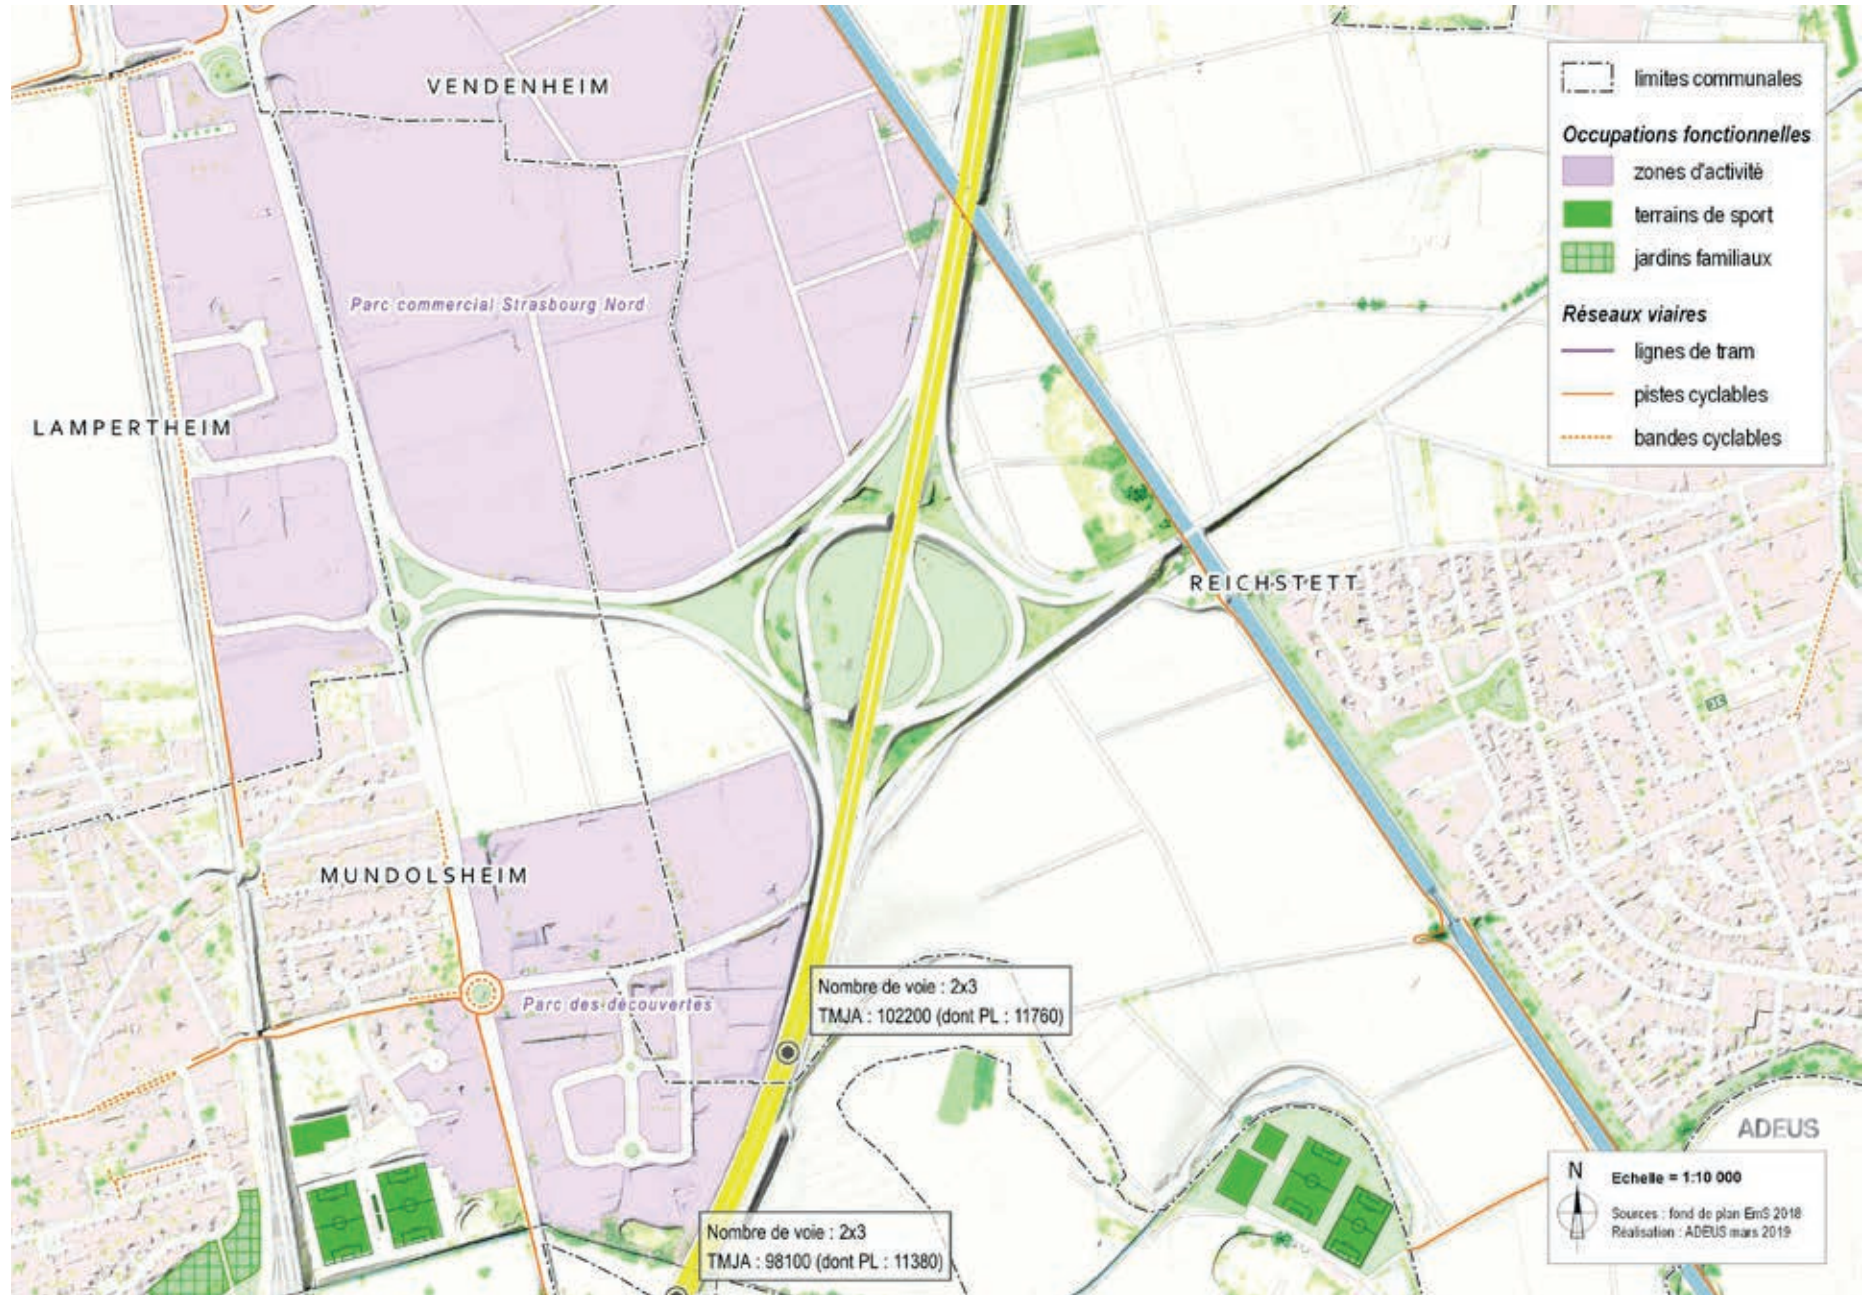 VENDENHEIM
limites communales
Occupations fonctionnelles
zones d'activité
terrains de sport
jardins familiaux
Réseaux viaires
lignes de tram
pistes cyclables
bandes cyclables
Parc commercial Strasbourg Nord
LAMPERTHEIM
REICHSTETT
MUNDOLSHEIM
Parc des découvertes
Nombre de voie : 2x3
TMJA : 102200 (dont PL : 11760)
Nombre de voie : 2x3
TMJA : 98100 (dont PL : 11380)
ADEUS
N
Echelle = 1:10 000
Sources : fond de plan EmS 2018
Réalisation : ADEUS mars 2019